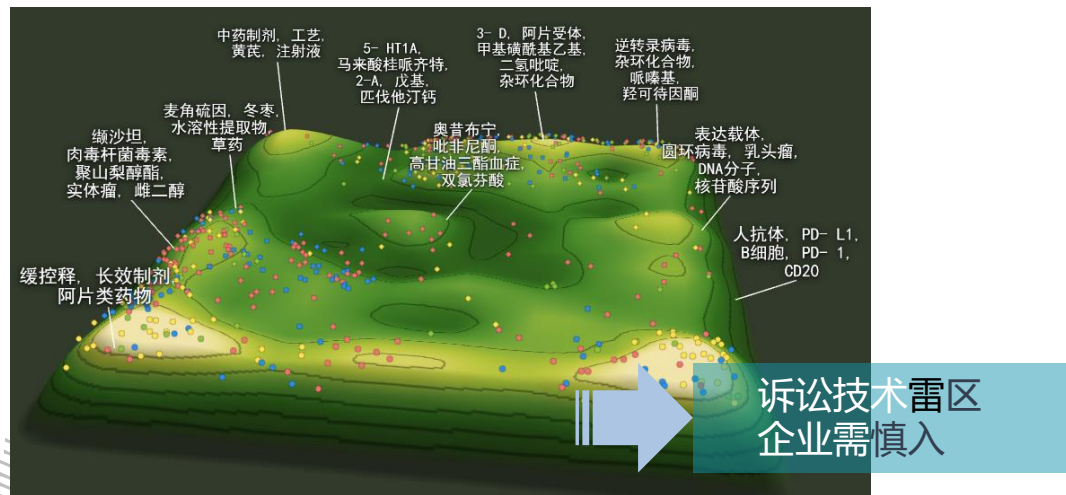 中药制剂, 工艺,
黄芪, 注射液
5- HT1A,
马来酸桂哌齐特,
2-A, 戊基,
匹伐他汀钙
3- D, 阿片受体,
甲基磺酰基乙基,
二氢吡啶,
杂环化合物
逆转录病毒,
杂环化合物,
哌嗪基,
羟可待因酮
麦角硫因, 冬枣,
水溶性提取物,
草药
缬沙坦,
肉毒杆菌毒素,
聚山梨醇酯,
实体瘤, 雌二醇
奥昔布宁
吡非尼酮,
高甘油三酯血症,
双氯芬酸
表达载体,
圆环病毒, 乳头瘤,
DNA分子,
核苷酸序列
人抗体, PD- L1,
B细胞, PD- 1,
CD20
缓控释, 长效制剂,
阿片类药物
诉讼技术雷区
企业需慎入